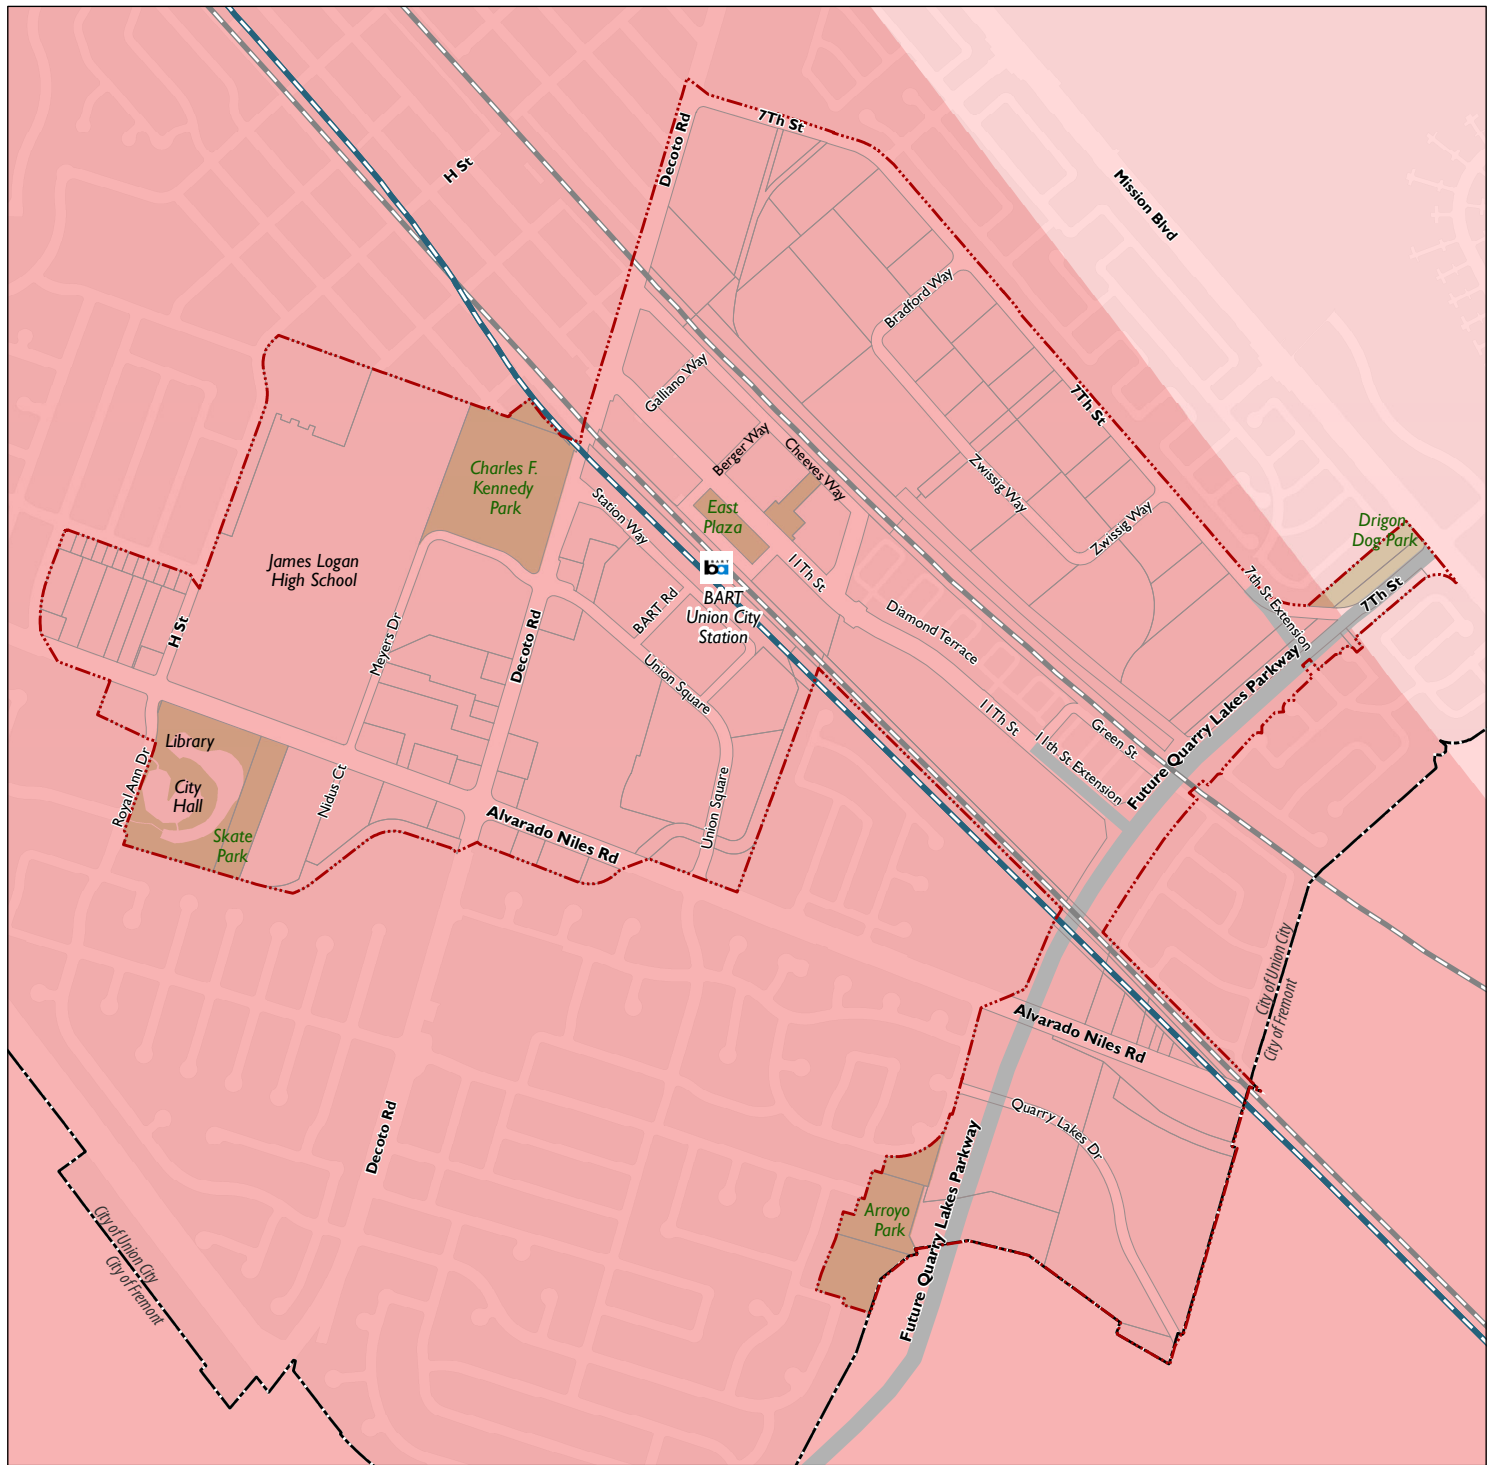 7Th St
Decoto Rd
H St
Mission Blvd
Bradford Way
Galliano Way
7Th St
Berger Way
Cheeves Way
Zwissig Way
Charles F.
Kennedy
Park
Station Way
East
Plaza
Zwissig Way
Drigon
Dog Park
James Logan
High School
BART
ba
11Th St
7th St Extension
7Th St
BART
Union City
Station
BART Rd
Diamond Terrace
H St
Meyers Dr
Decoto Rd
Union Square
11Th St
Green St
Future Quarry Lakes Parkway
Library
11th St Extension
Royal Ann Dr
City
Hall
Nidus Ct
Union Square
Skate
Park
Alvarado Niles Rd
City of Union City
City of Fremont
Alvarado Niles Rd
Quarry Lakes Dr
Decoto Rd
Future Quarry Lakes Parkway
Arroyo
Park
City of Union City
City of Fremont